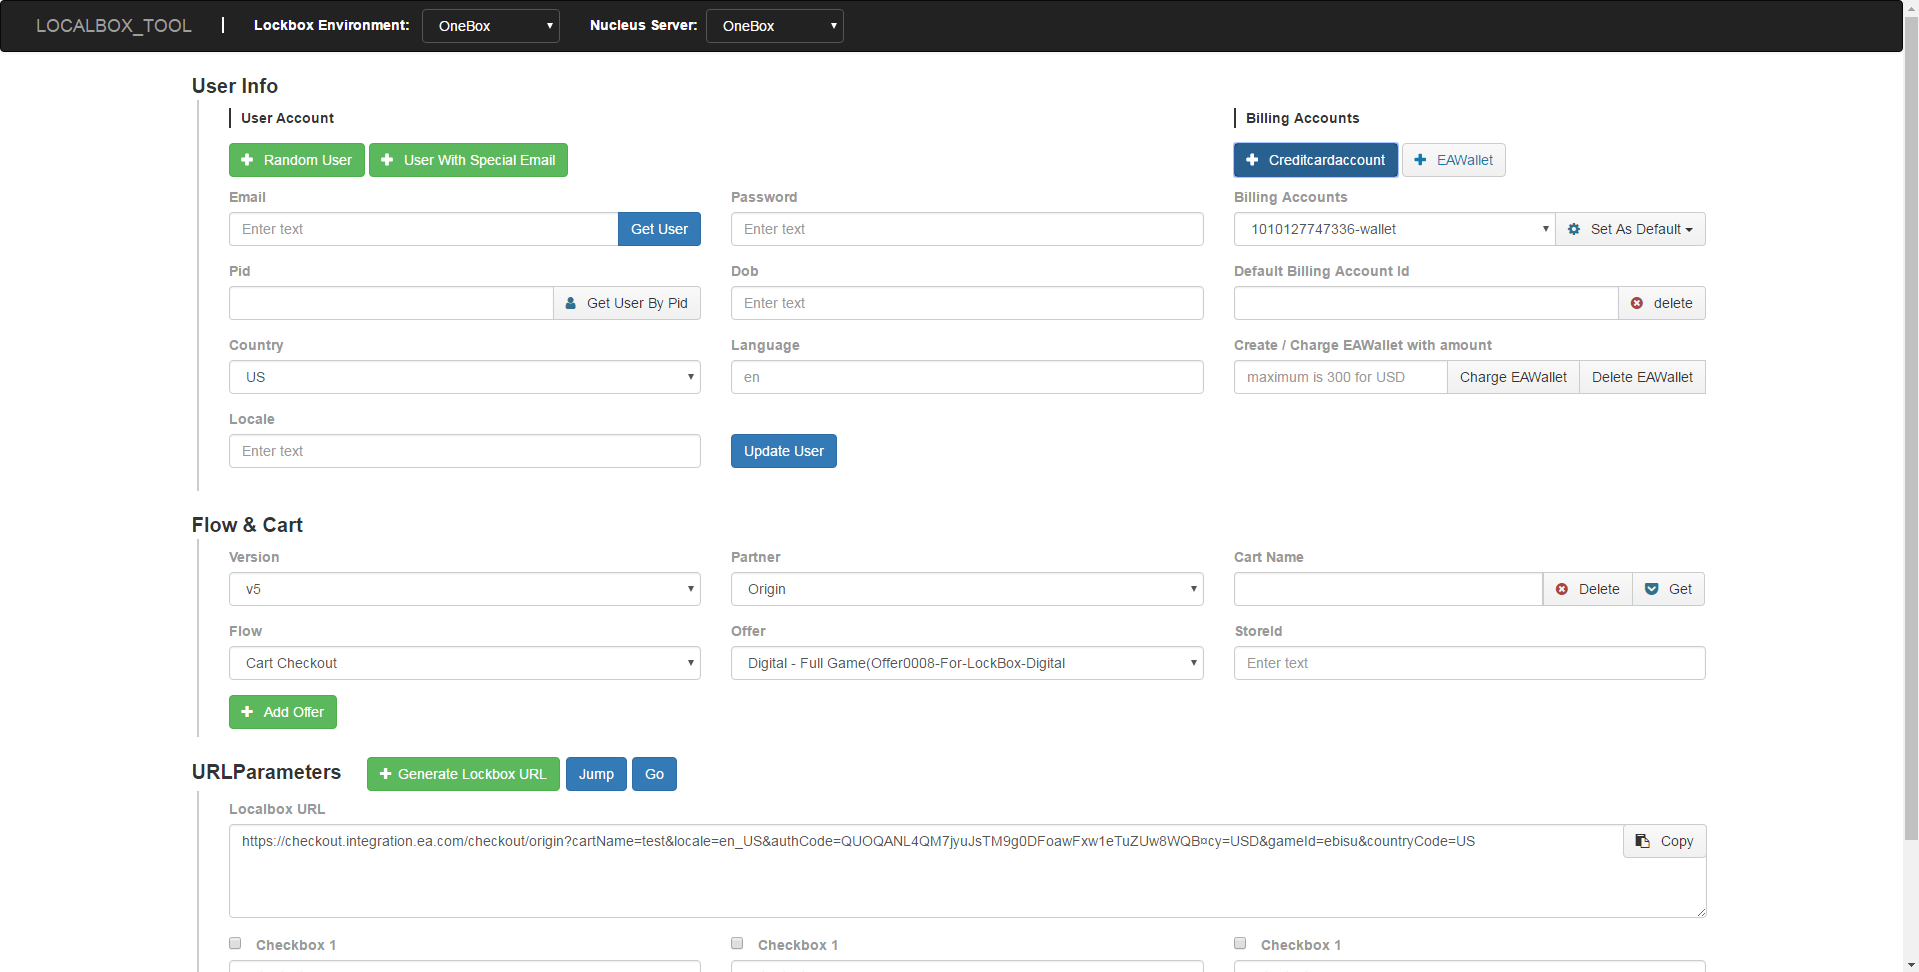 LOCALBOX_TOOL | Lockbox Environment: OneBox Nucleus Server: OneBox
User Info
User Account
Billing Accounts
Random User User With Special Email
Creditcardaccount EAWallet
Email Password Billing Accounts
Enter text Get User Enter text 1010127747336-wallet Set As Default
Pid Dob Default Billing Account Id
Get User By Pid Enter text delete
Country Language Create / Charge EAWallet with amount
US en maximum is 300 for USD Charge EAWallet Delete EAWallet
Locale
Enter text Update User
Flow & Cart
Version Partner Cart Name
v5 Origin Delete Get
Flow Offer StoreId
Cart Checkout Digital - Full Game(Offer0008-For-LockBox-Digital Enter text
Add Offer
URLParameters Generate Lockbox URL Jump Go
Localbox URL
https://checkout.integration.ea.com/checkout/origin?cartName=test&locale=en_US&authCode=QUOQANL4QM7jyuJsTM9g0DFoawFxw1eTuZUw8WQB¤cy=USD&gameId=ebisu&countryCode=US Copy
Checkbox 1 Checkbox 1 Checkbox 1